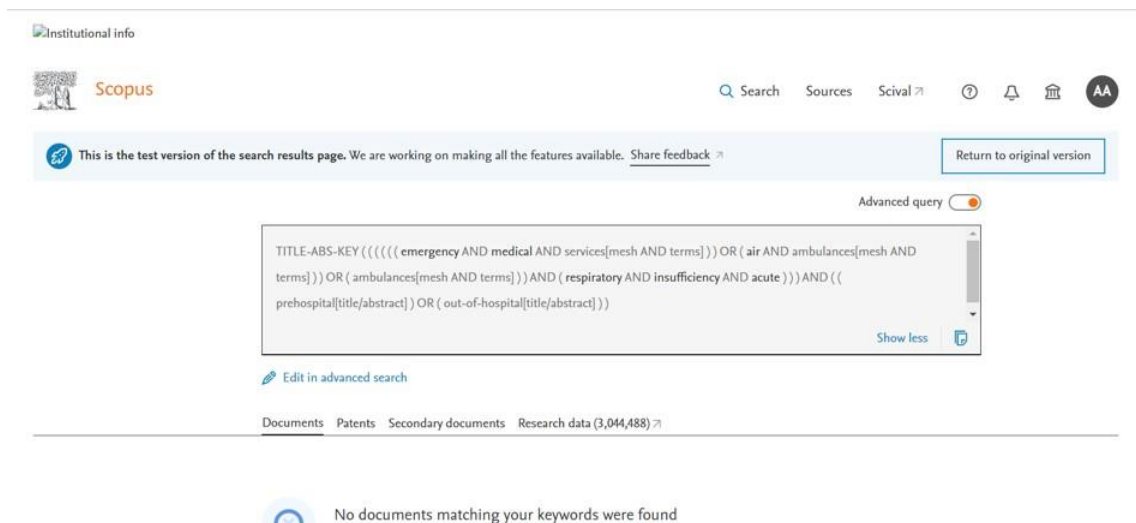 Institutional info
Scopus
Search Sources Scival
AA
This is the test version of the search results page. We are working on making all the features available. Share feedback
Return to original version
Advanced query
TITLE-ABS-KEY ( ( ( ( ( ( emergency AND medical AND services[mesh AND terms] ) ) OR ( air AND ambulances[mesh AND
terms] ) ) OR ( ambulances[mesh AND terms] ) ) AND ( respiratory AND insufficiency AND acute ) ) ) AND ( (
prehospital[title/abstract] ) OR ( out-of-hospital[title/abstract] ) )
Show less
Edit in advanced search
Documents Patents Secondary documents Research data (3,044,488)
No documents matching your keywords were found